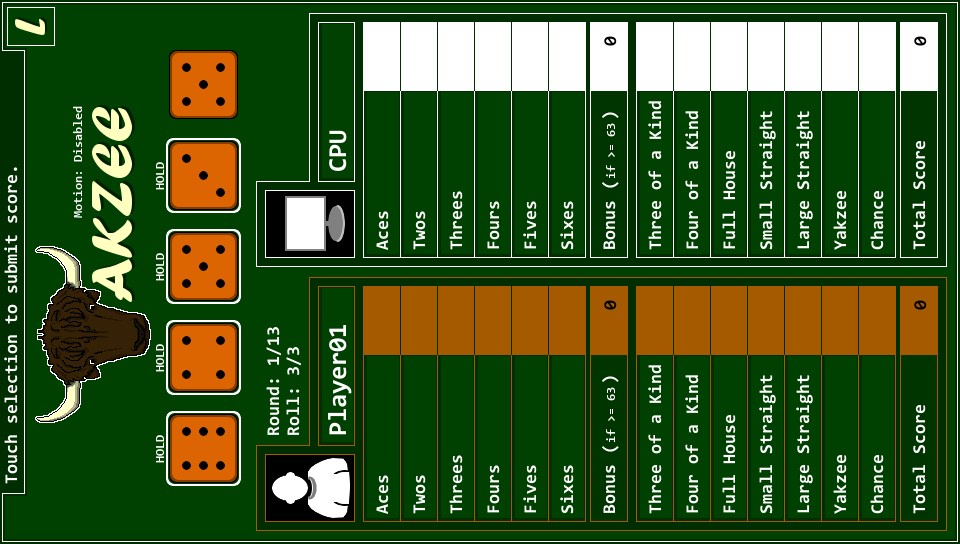 Touch selection to submit score.
L
Motion: Disabled
AKZEE
HOLD
HOLD
HOLD
HOLD
Round: 1/13
Roll: 3/3
Player01
Aces
Twos
Threes
Fours
Fives
Sixes
Bonus (if >= 63) 0
Three of a Kind
Four of a Kind
Full House
Small Straight
Large Straight
Yakzee
Chance
Total Score 0
CPU
Aces
Twos
Threes
Fours
Fives
Sixes
Bonus (if >= 63) 0
Three of a Kind
Four of a Kind
Full House
Small Straight
Large Straight
Yakzee
Chance
Total Score 0